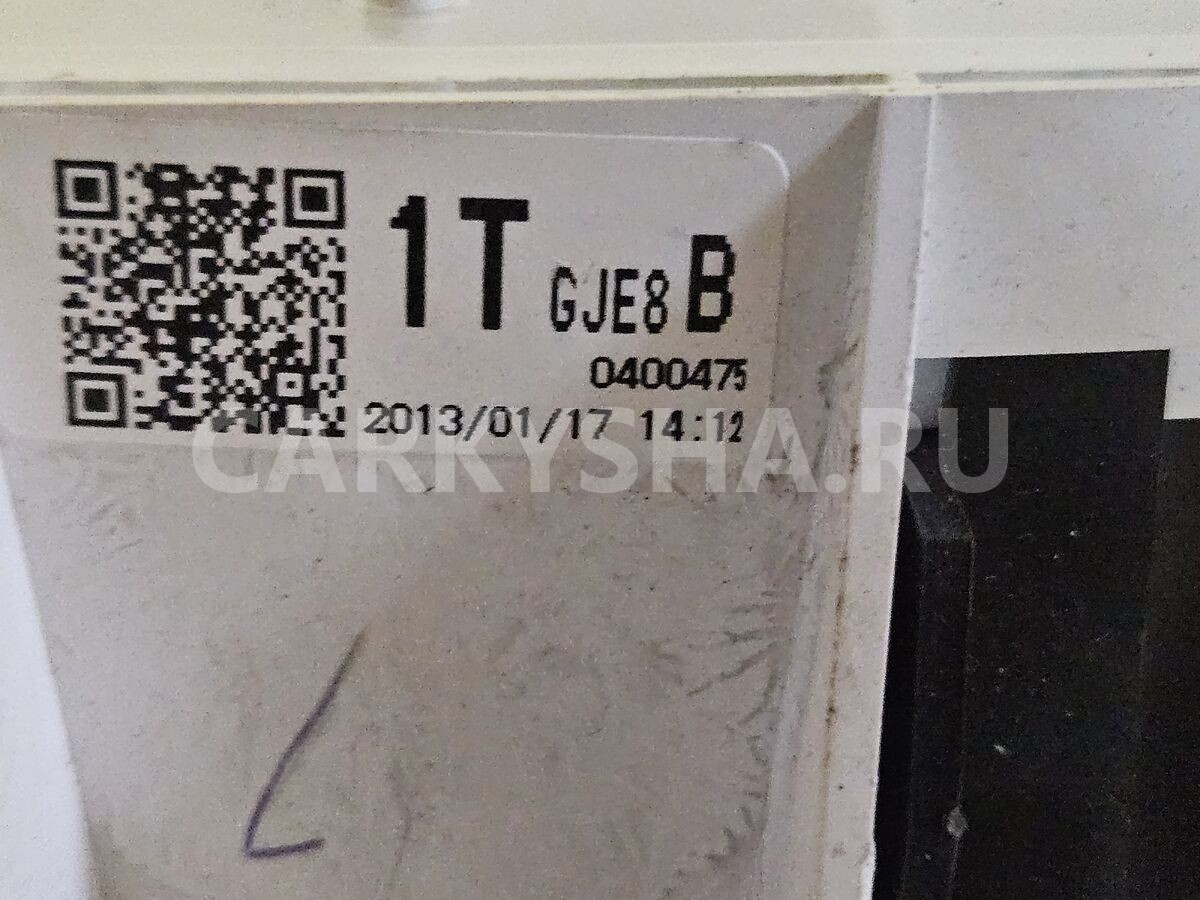 1T GJE8 B
0400475
2013/01/17 14:12
CARKYSHA.RU
L